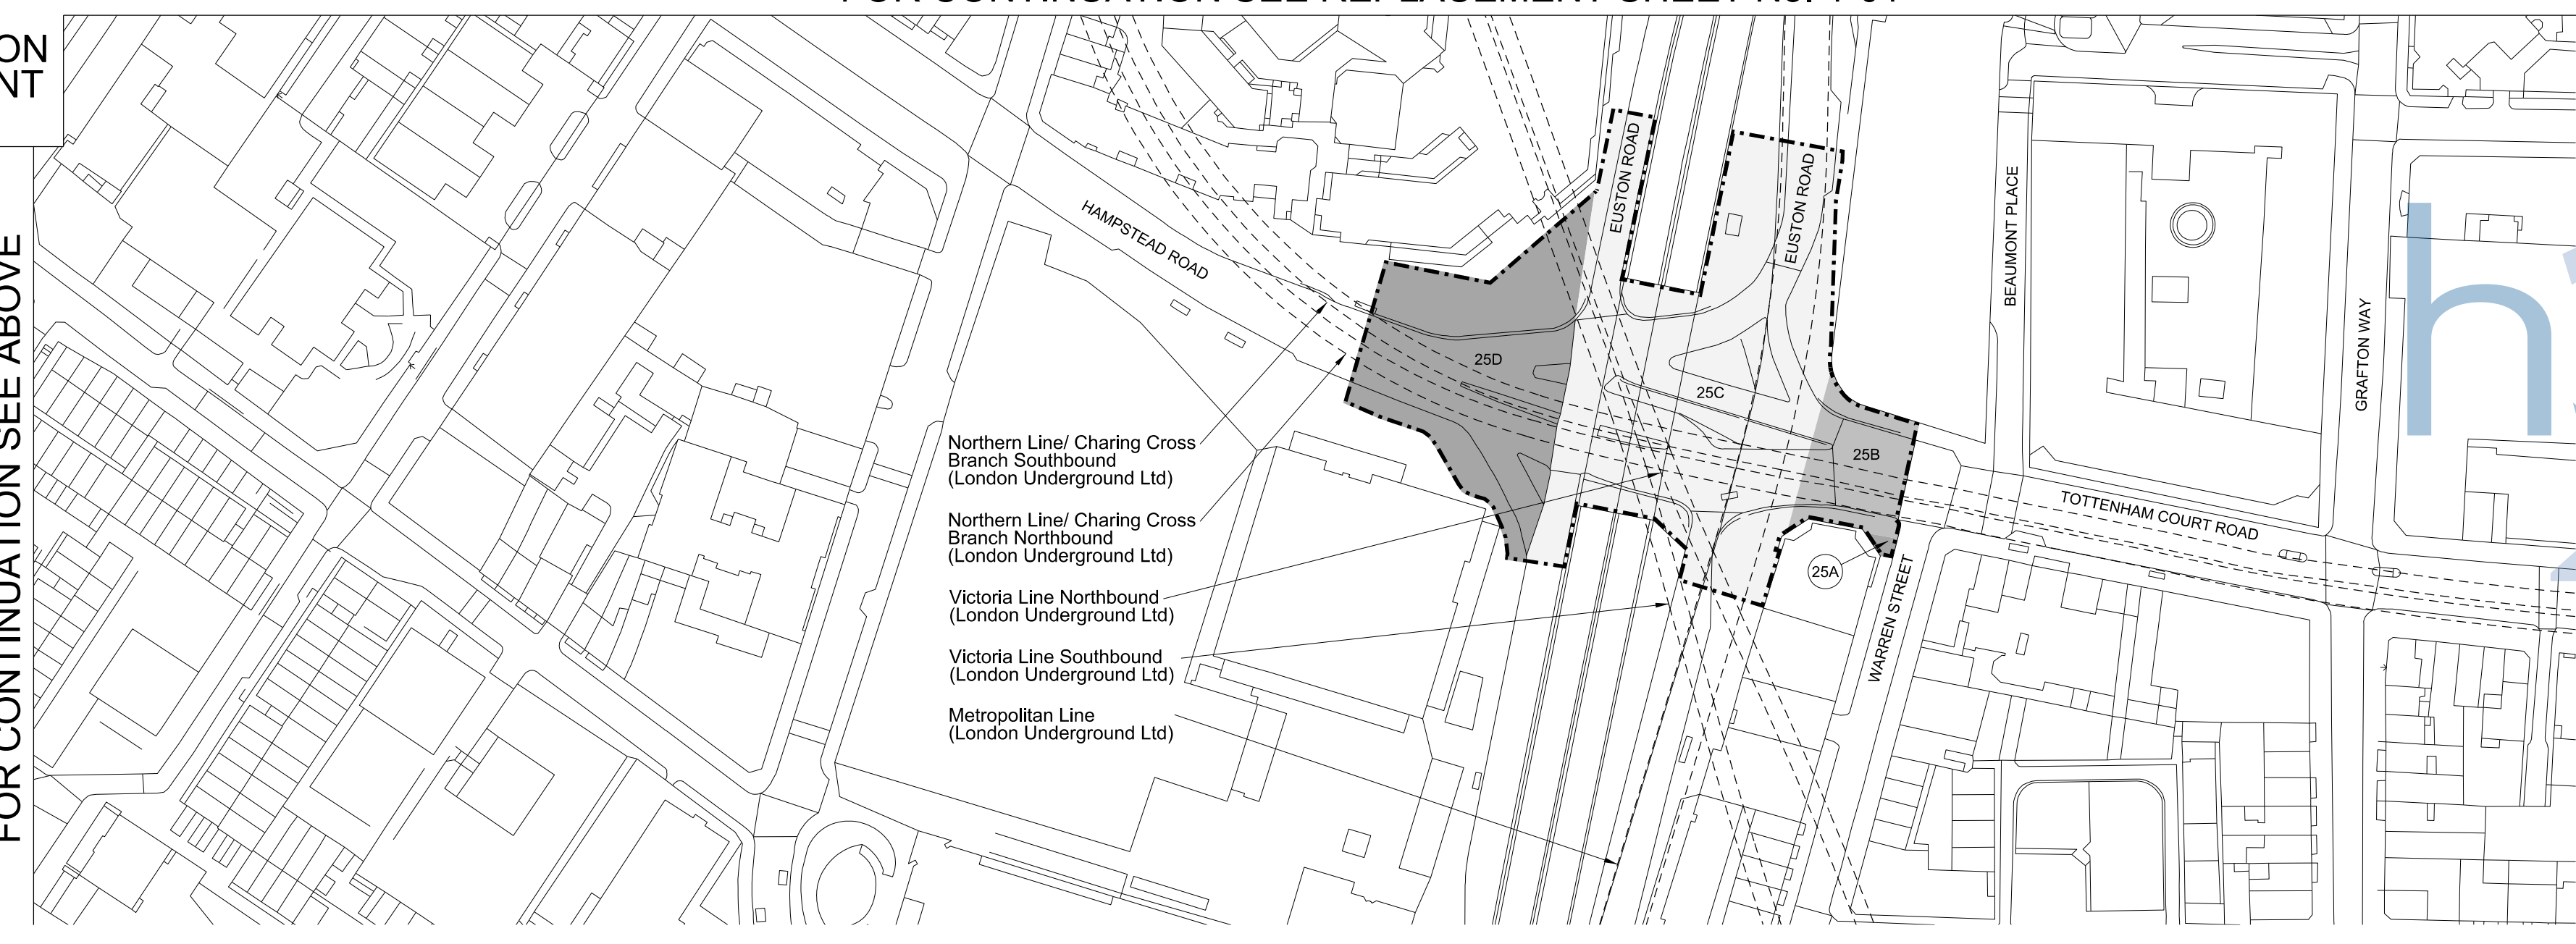 ON
NT
FOR CONTINUATION SEE ABOVE
HAMPSTEAD ROAD
EUSTON ROAD
EUSTON ROAD
BEAUMONT PLACE
GRAFTON WAY
25D
25C
25B
25A
TOTTENHAM COURT ROAD
WARREN STREET
Northern Line/ Charing Cross
Branch Southbound
(London Underground Ltd)
Northern Line/ Charing Cross
Branch Northbound
(London Underground Ltd)
Victoria Line Northbound
(London Underground Ltd)
Victoria Line Southbound
(London Underground Ltd)
Metropolitan Line
(London Underground Ltd)
h